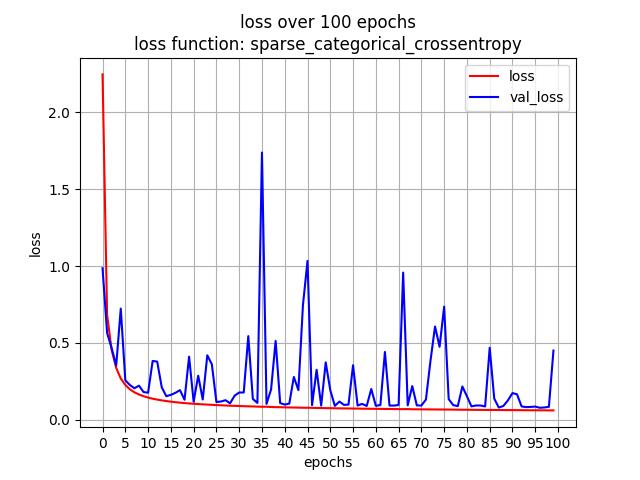 loss over 100 epochs
loss function: sparse_categorical_crossentropy
loss
val_loss
2.0
1.5
1.0
0.5
0.0
loss
0 5 10 15 20 25 30 35 40 45 50 55 60 65 70 75 80 85 90 95 100
epochs